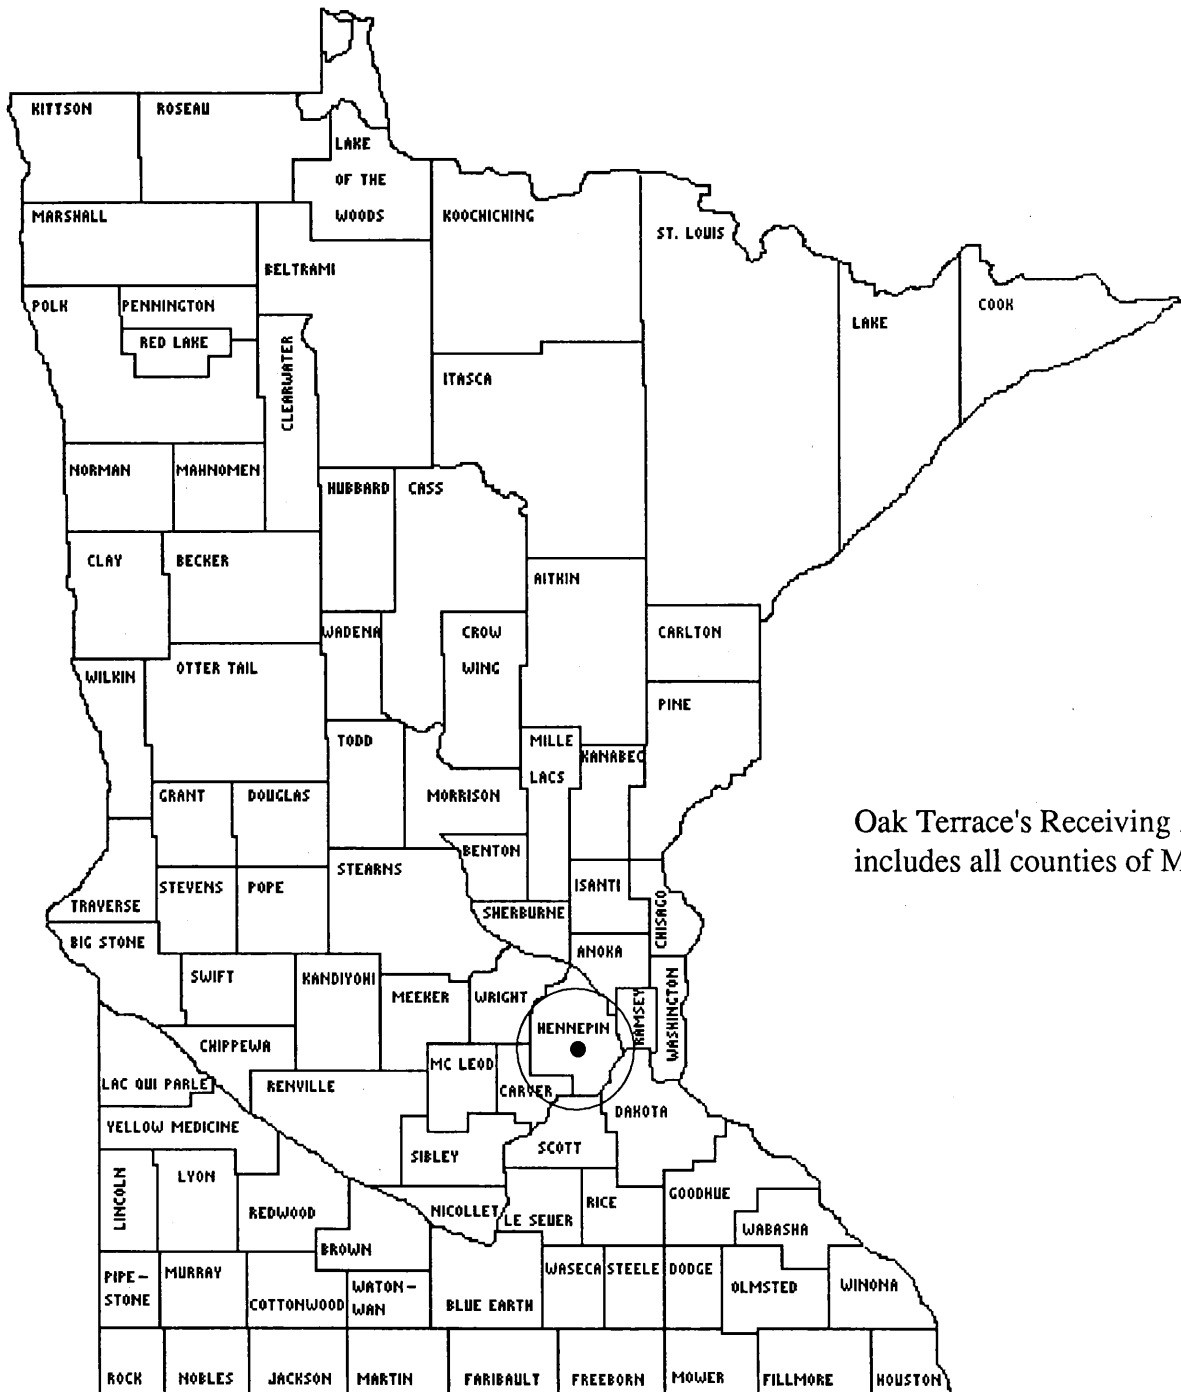 KITTSON
ROSEAU
LAKE
OF THE
WOODS
MARSHALL
KOOCHICHING
ST. LOUIS
BELTRAMI
POLK
PENNINGTON
RED LAKE
CLEARWATER
LAKE
COOK
ITASCA
NORMAN
MAHNOMEN
HUBBARD
CASS
CLAY
BECKER
AITKIN
WADENA
CROW
WING
CARLTON
WILKIN
OTTER TAIL
PINE
TODD
MILLE
LACS
KANABEC
GRANT
DOUGLAS
MORRISON
Oak Terrace's Receiving
includes all counties of M
BENTON
STEARNS
STEVENS
POPE
ISANTI
TRAVERSE
SHERBURNE
CHISAGO
BIG STONE
ANOKA
SWIFT
KANDIYOHI
MEEKER
WRIGHT
RAMSEY
WASHINGTON
HENNEPIN
CHIPPEWA
MC LEOD
LAC QUI PARLE
RENVILLE
CARVER
DAKOTA
YELLOW MEDICINE
SCOTT
SIBLEY
LINCOLN
LYON
REDWOOD
NICOLLET
LE SEUER
RICE
GOODHUE
WABASHA
BROWN
PIPE-
STONE
MURRAY
COTTONWOOD
WATON-
WAN
BLUE EARTH
WASECA
STEELE
DODGE
OLMSTED
WINONA
ROCK
NOBLES
JACKSON
MARTIN
FARIBAULT
FREEBORN
MOWER
FILLMORE
HOUSTON